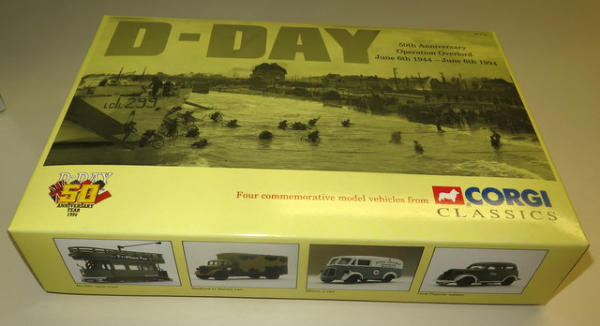 D-DAY
50th Anniversary
Operation Overlord
June 6th 1944 - June 6th 1994
LCI 299
D-DAY
50
ANNIVERSARY
YEAR
1994
Four commemorative model vehicles from
CORGI
CLASSICS